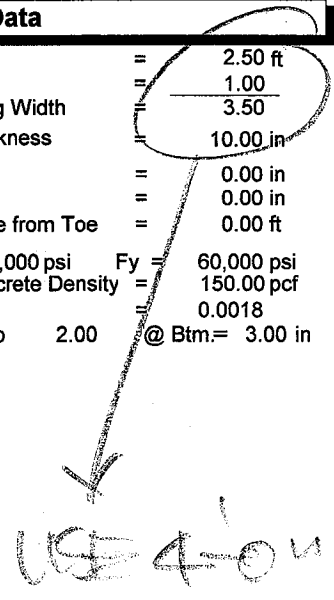 Data
= 2.50 ft
= 1.00
g Width = 3.50
kness = 10.00 in
= 0.00 in
= 0.00 in
e from Toe = 0.00 ft
,000 psi Fy = 60,000 psi
crete Density = 150.00 pcf
= 0.0018
2.00 @ Btm.= 3.00 in
USE 4'-0"